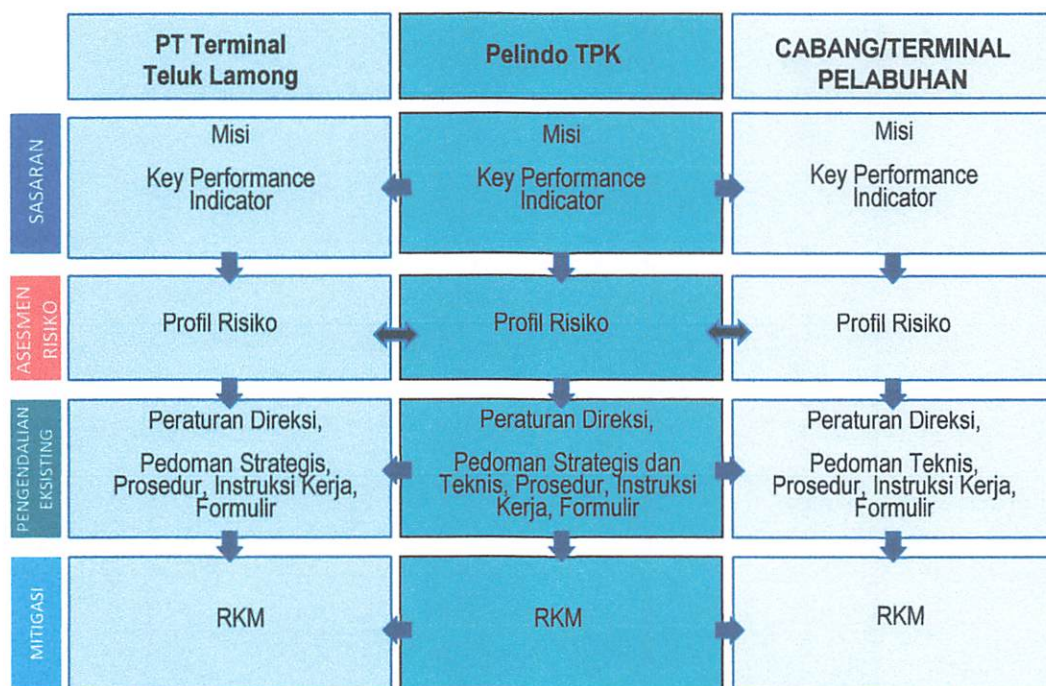 PT Terminal
Teluk Lamong
Pelindo TPK
CABANG/TERMINAL
PELABUHAN
SASARAN
Misi
Key Performance
Indicator
Misi
Key Performance
Indicator
Misi
Key Performance
Indicator
ASESMEN
RISIKO
Profil Risiko
Profil Risiko
Profil Risiko
PENGENDALIAN
EKSISTING
Peraturan Direksi,
Pedoman Strategis,
Prosedur, Instruksi Kerja,
Formulir
Peraturan Direksi,
Pedoman Strategis dan
Teknis, Prosedur, Instruksi
Kerja, Formulir
Peraturan Direksi,
Pedoman Teknis,
Prosedur, Instruksi Kerja,
Formulir
MITIGASI
RKM
RKM
RKM